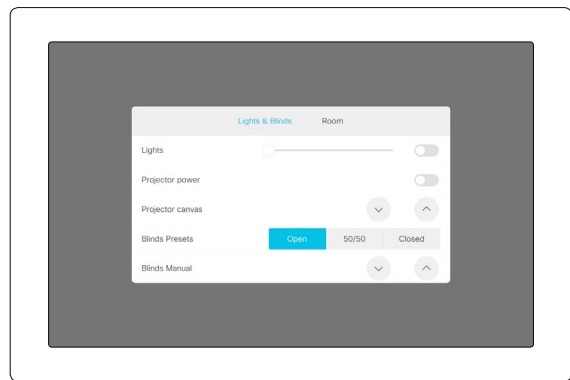 Lights & Blinds Room
Lights
Projector power
Projector canvas
Blinds Presets Open 50/50 Closed
Blinds Manual